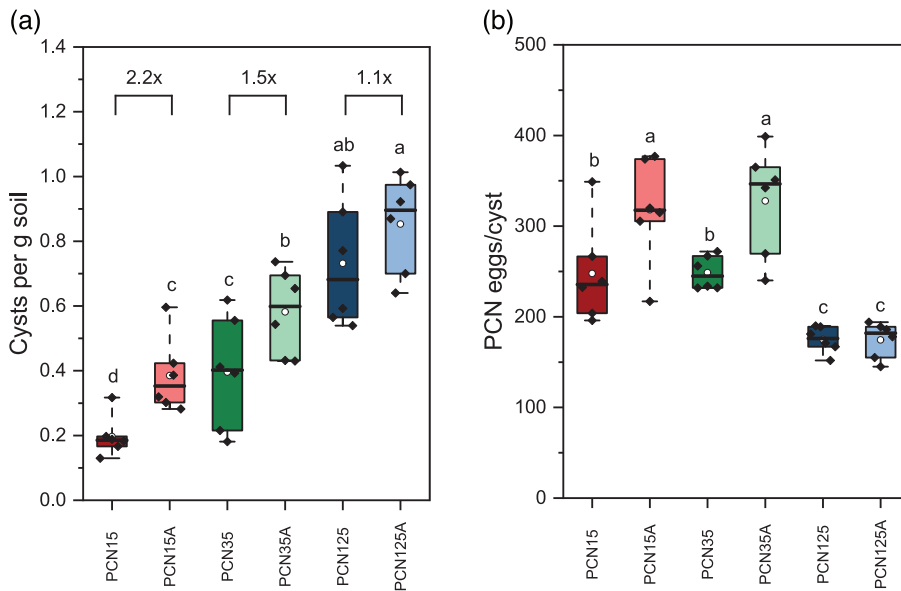 (a)
Cysts per g soil
1.4
1.2
1.0
0.8
0.6
0.4
0.2
0.0
2.2x
1.5x
1.1x
d
c
c
b
ab
a
PCN15
PCN15A
PCN35
PCN35A
PCN125
PCN125A
(b)
PCN eggs/cyst
500
400
300
200
100
0
b
a
b
a
c
c
PCN15
PCN15A
PCN35
PCN35A
PCN125
PCN125A